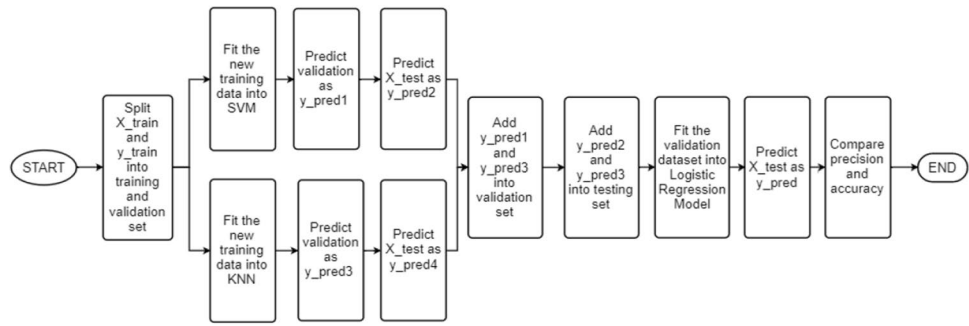 START
Split
X_train
and
y_train
into
training
and
validation
set
Fit the
new
training
data into
SVM
Predict
validation
as
y_pred1
Predict
X_test as
y_pred2
Fit the
new
training
data into
KNN
Predict
validation
as
y_pred3
Predict
X_test as
y_pred4
Add
y_pred1
and
y_pred3
into
validation
set
Add
y_pred2
and
y_pred3
into testing
set
Fit the
validation
dataset into
Logistic
Regression
Model
Predict
X_test as
y_pred
Compare
precision
and
accuracy
END